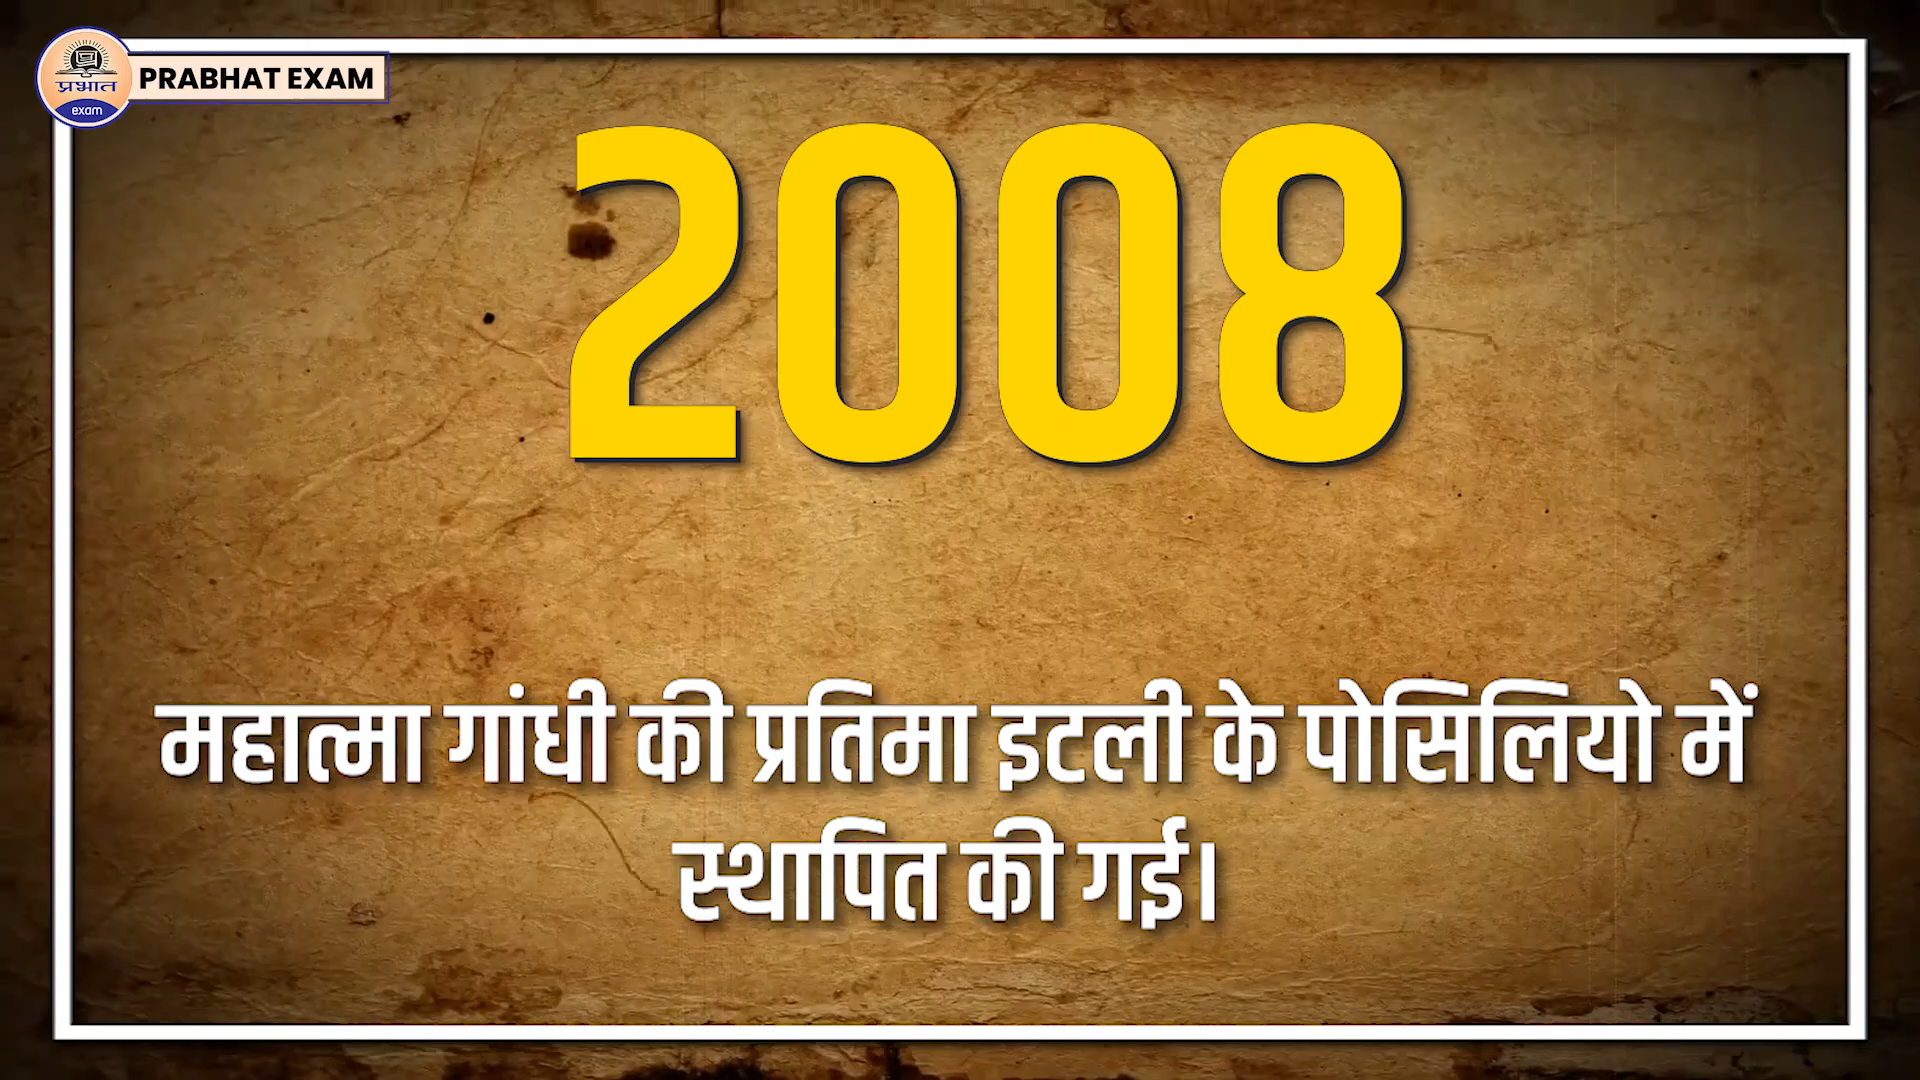 प्रभात
exam
PRABHAT EXAM
2008
महात्मा गांधी की प्रतिमा इटली के पोसिलियो में
स्थापित की गई।